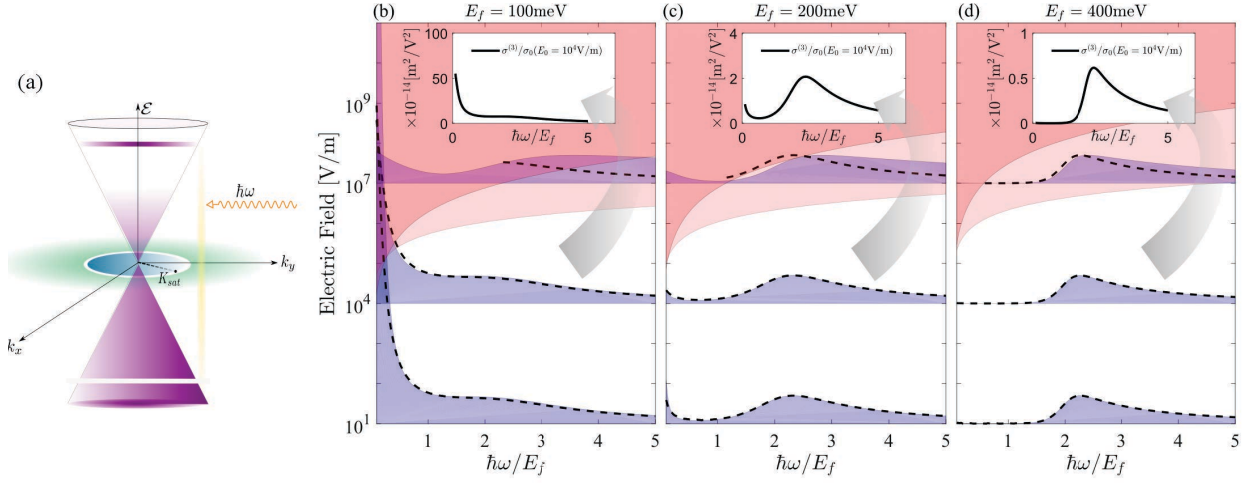 (a)
ℰ
ħω
k_y
K_sat
k_x
Electric Field [V/m]
10^9
10^7
10^4
10^1
(b) E_f = 100meV
×10^-14 [m^2/V^2]
100
50
0
σ^(3)/σ_0(E_0 = 10^4V/m)
0 5
ħω/E_f
1 2 3 4 5
ħω/E_f
(c) E_f = 200meV
×10^-14 [m^2/V^2]
4
2
0
σ^(3)/σ_0(E_0 = 10^4V/m)
0 5
ħω/E_f
1 2 3 4 5
ħω/E_f
(d) E_f = 400meV
×10^-14 [m^2/V^2]
1
0.5
0
σ^(3)/σ_0(E_0 = 10^4V/m)
0 5
ħω/E_f
1 2 3 4 5
ħω/E_f